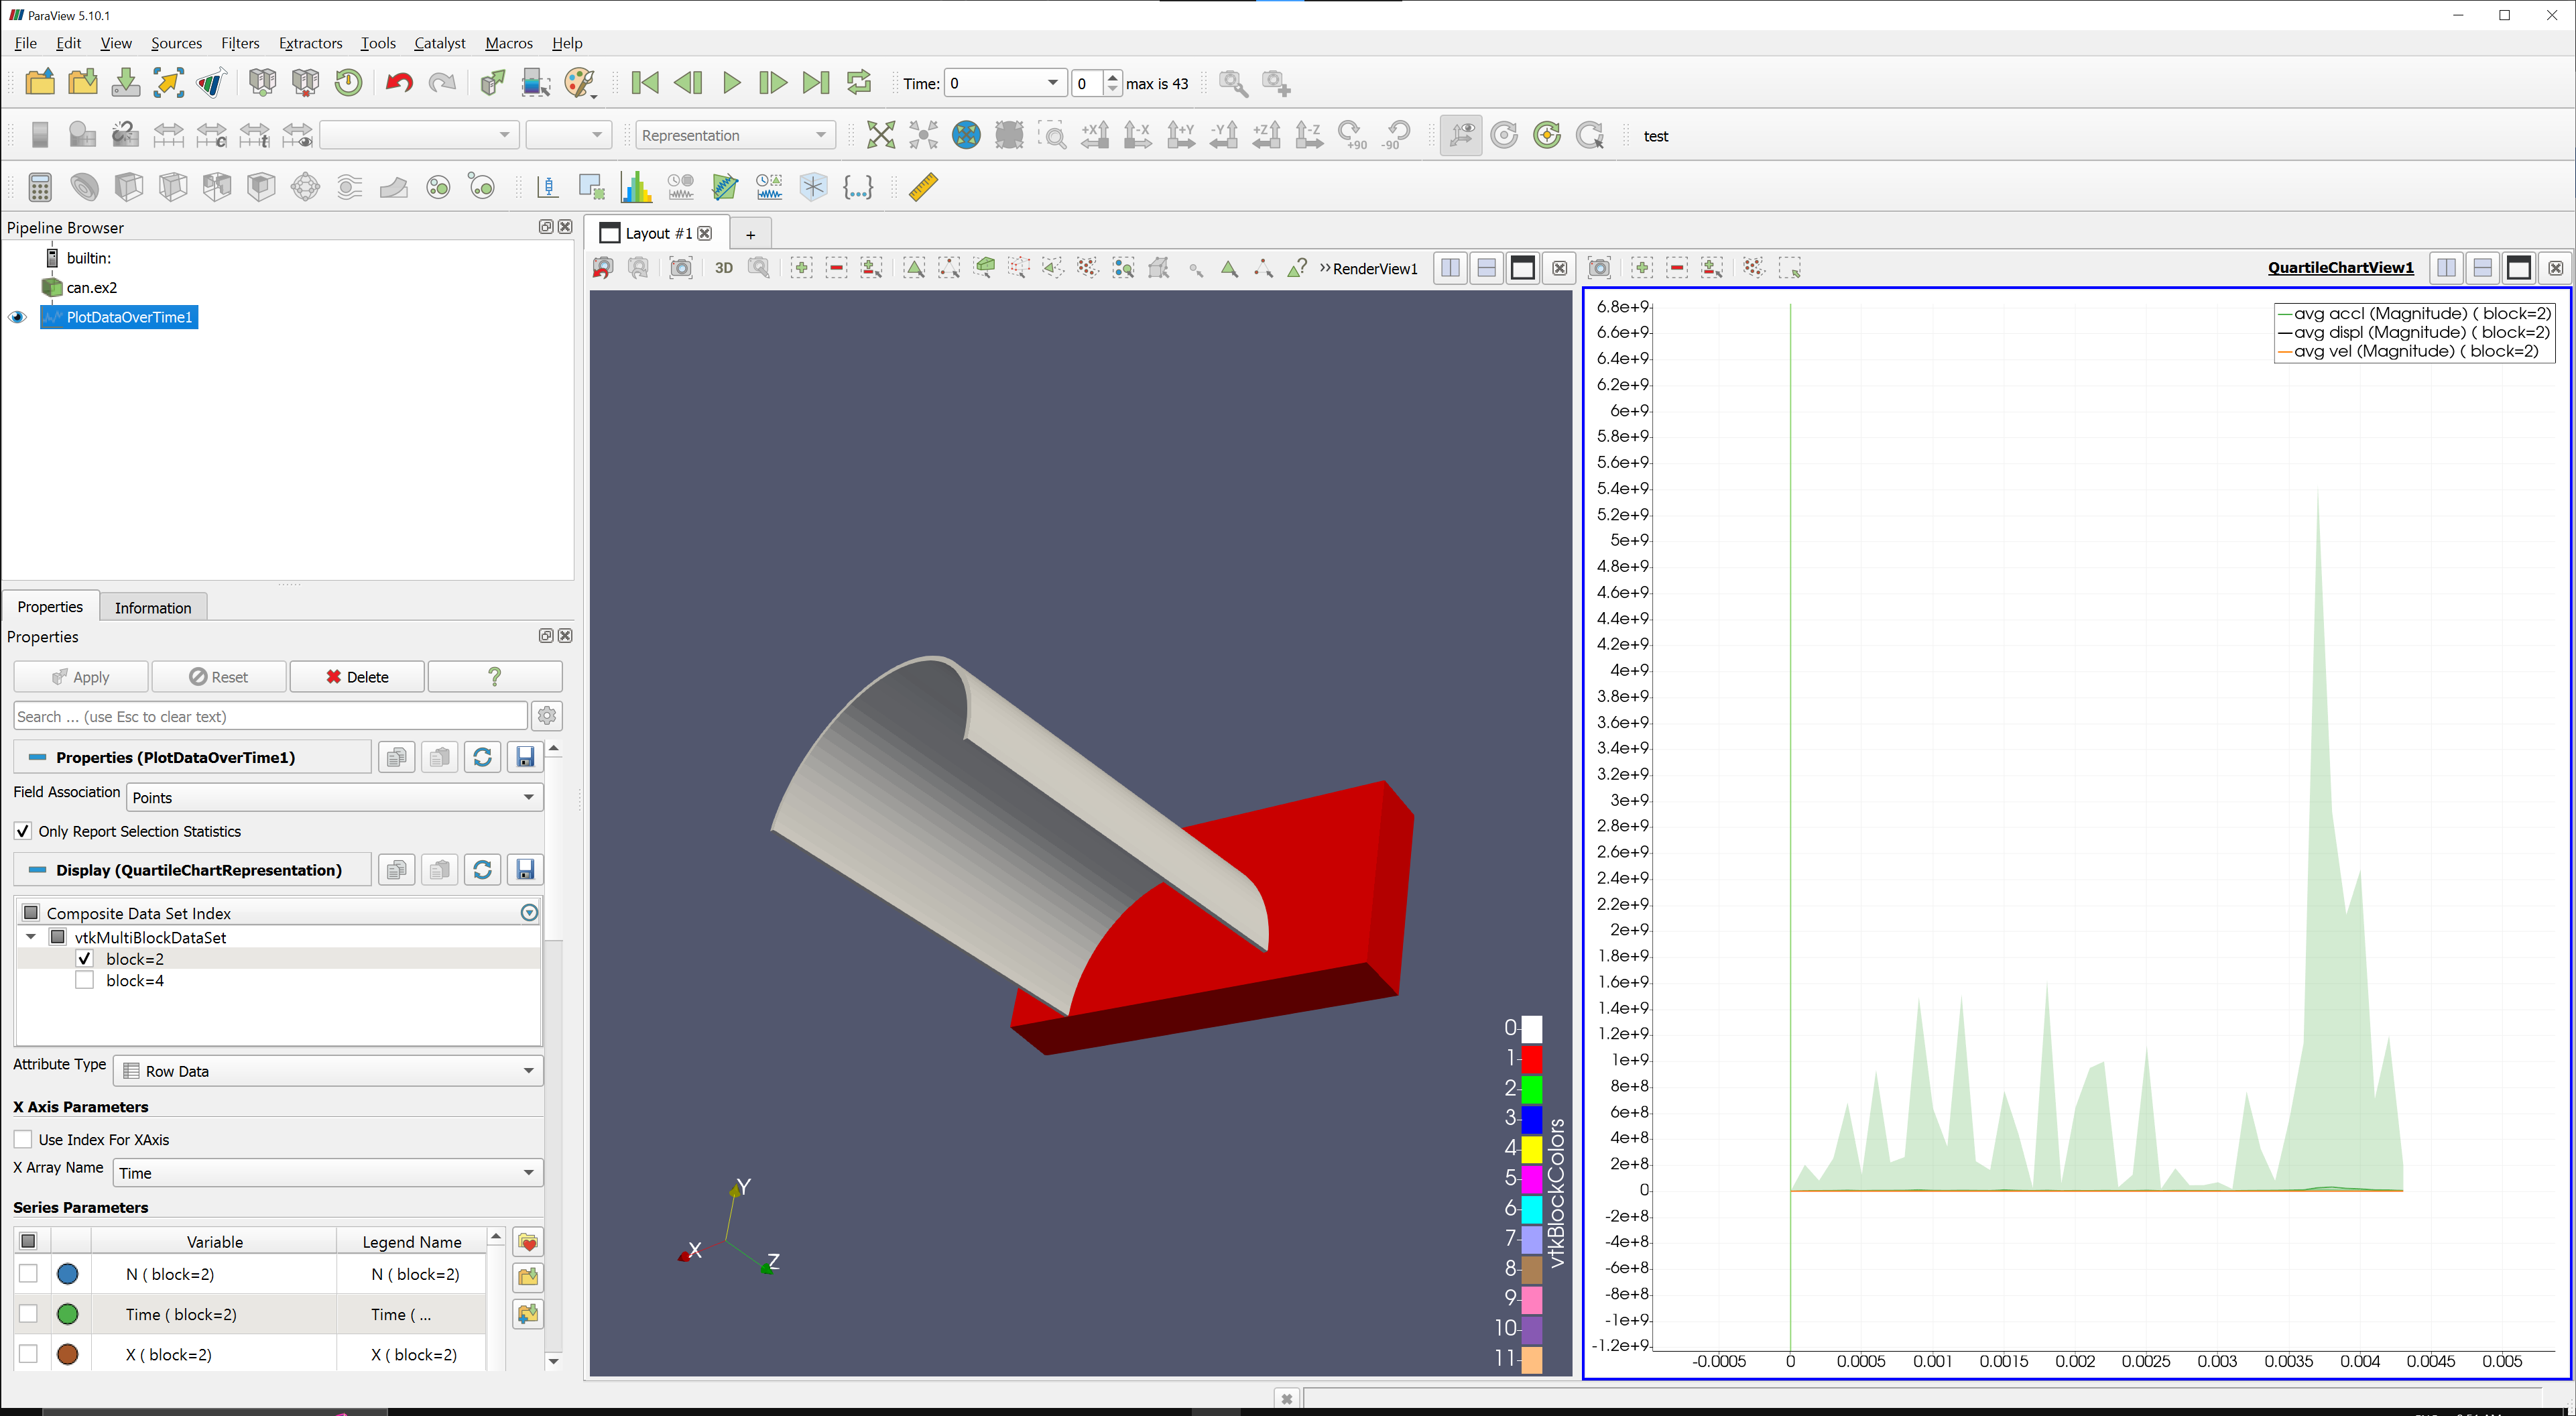 ParaView 5.10.1
File Edit View Sources Filters Extractors Tools Catalyst Macros Help
Time: 0 0 max is 43
Representation +X -X +Y -Y +Z -Z +90 -90 test
Pipeline Browser
builtin:
can.ex2
PlotDataOverTime1
Properties Information
Properties
Apply Reset Delete ?
Search ... (use Esc to clear text)
Properties (PlotDataOverTime1)
Field Association Points
Only Report Selection Statistics
Display (QuartileChartRepresentation)
Composite Data Set Index
vtkMultiBlockDataSet
block=2
block=4
Attribute Type Row Data
X Axis Parameters
Use Index For XAxis
X Array Name Time
Series Parameters
Variable Legend Name
N ( block=2) N ( block=2)
Time ( block=2) Time ( ...
X ( block=2) X ( block=2)
Layout #1 +
3D RenderView1
QuartileChartView1
Y
X
Z
0
1
2
3
4
5
6
7
8
9
10
11
vtkBlockColors
avg accl (Magnitude) ( block=2)
avg displ (Magnitude) ( block=2)
avg vel (Magnitude) ( block=2)
6.8e+9
6.6e+9
6.4e+9
6.2e+9
6e+9
5.8e+9
5.6e+9
5.4e+9
5.2e+9
5e+9
4.8e+9
4.6e+9
4.4e+9
4.2e+9
4e+9
3.8e+9
3.6e+9
3.4e+9
3.2e+9
3e+9
2.8e+9
2.6e+9
2.4e+9
2.2e+9
2e+9
1.8e+9
1.6e+9
1.4e+9
1.2e+9
1e+9
8e+8
6e+8
4e+8
2e+8
0
-2e+8
-4e+8
-6e+8
-8e+8
-1e+9
-1.2e+9
-0.0005 0 0.0005 0.001 0.0015 0.002 0.0025 0.003 0.0035 0.004 0.0045 0.005